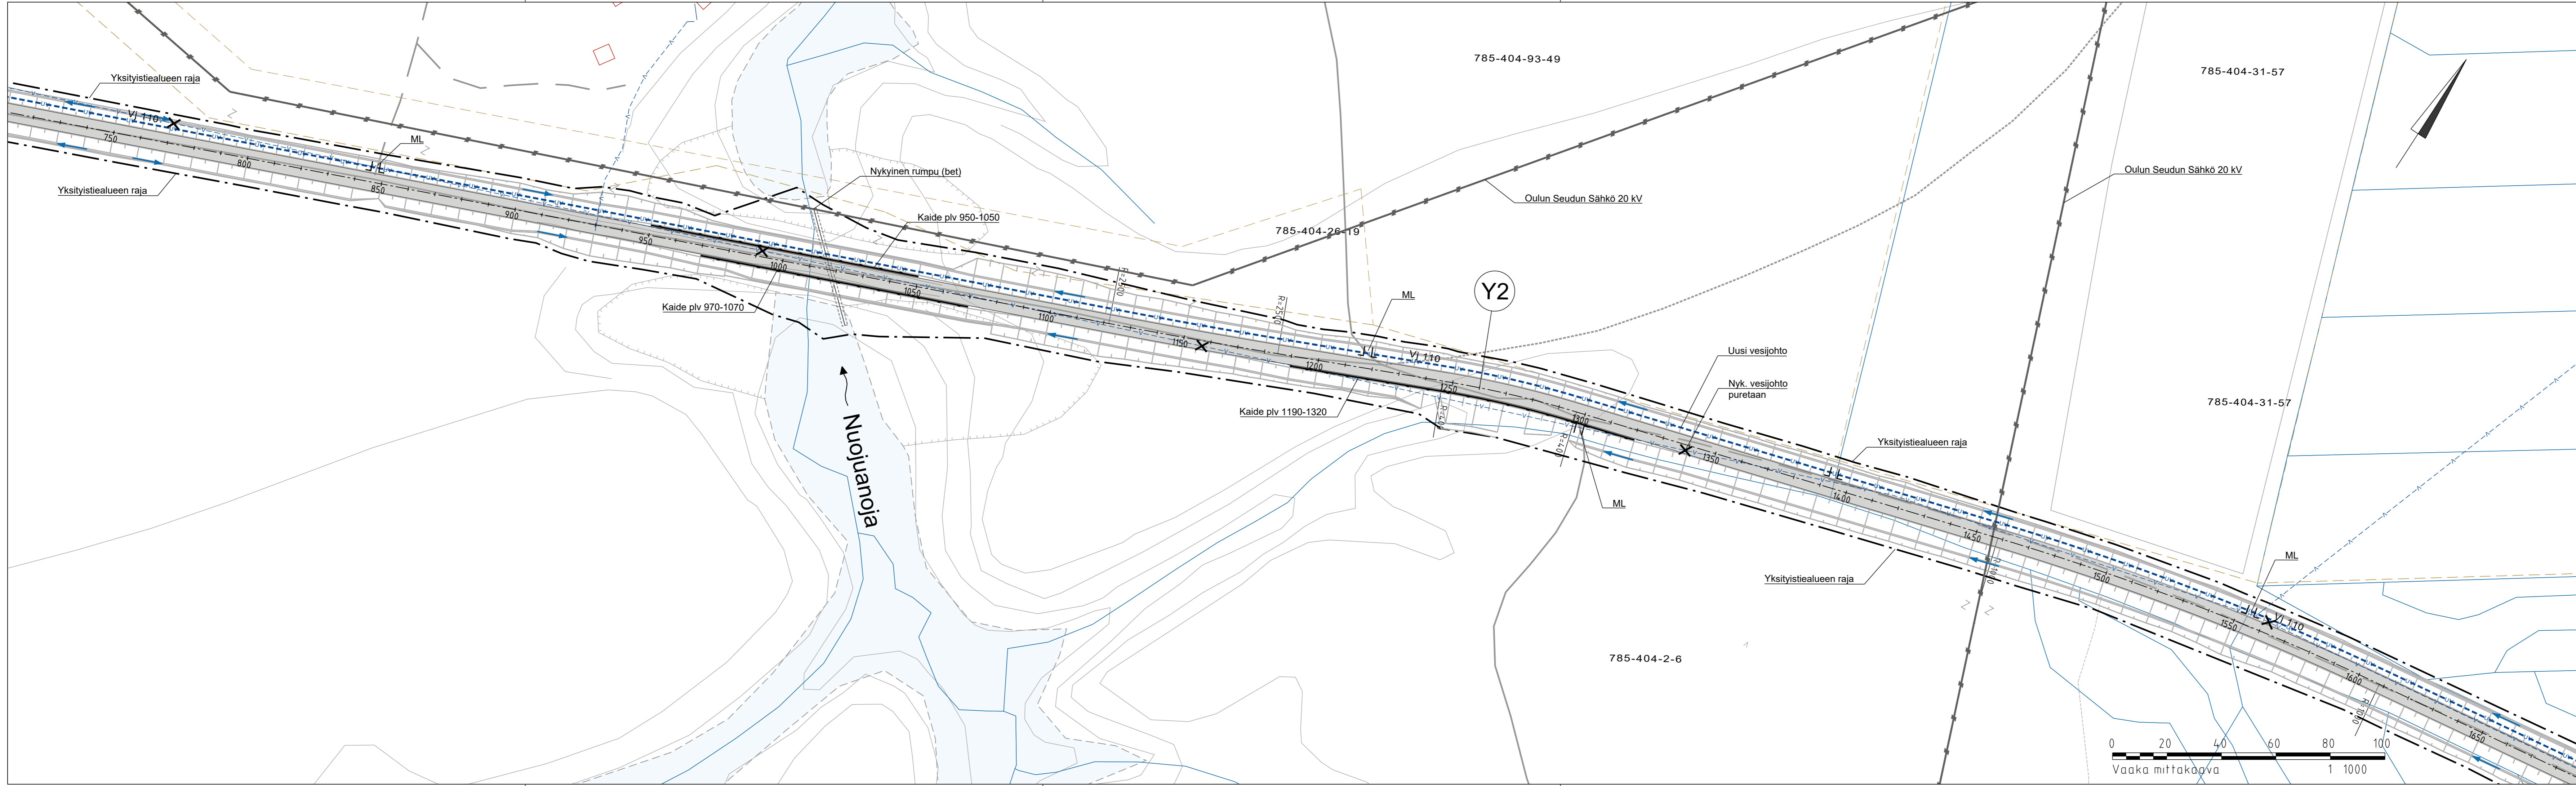 785-404-93-49
785-404-31-57
Yksityistiealueen raja
VJ 110
750
ML
800
850
Yksityistiealueen raja
Nykyinen rumpu (bet)
Oulun Seudun Sähkö 20 kV
Oulun Seudun Sähkö 20 kV
900
Kaide plv 950-1050
785-404-26-19
950
1000
R=2500
1050
Y2
Kaide plv 970-1070
ML
R=2500
1100
1150
VJ 110
Uusi vesijohto
1200
Nyk. vesijohto
puretaan
1250
785-404-31-57
Kaide plv 1190-1320
R=400
1300
R=400
Yksityistiealueen raja
1350
Nuojuanoja
1400
ML
1450
ML
Yksityistiealueen raja
1500
VJ 110
1550
785-404-2-6
1600
R=1000
1650
0 20 40 60 80 100
Vaaka mittakaava 1 1000